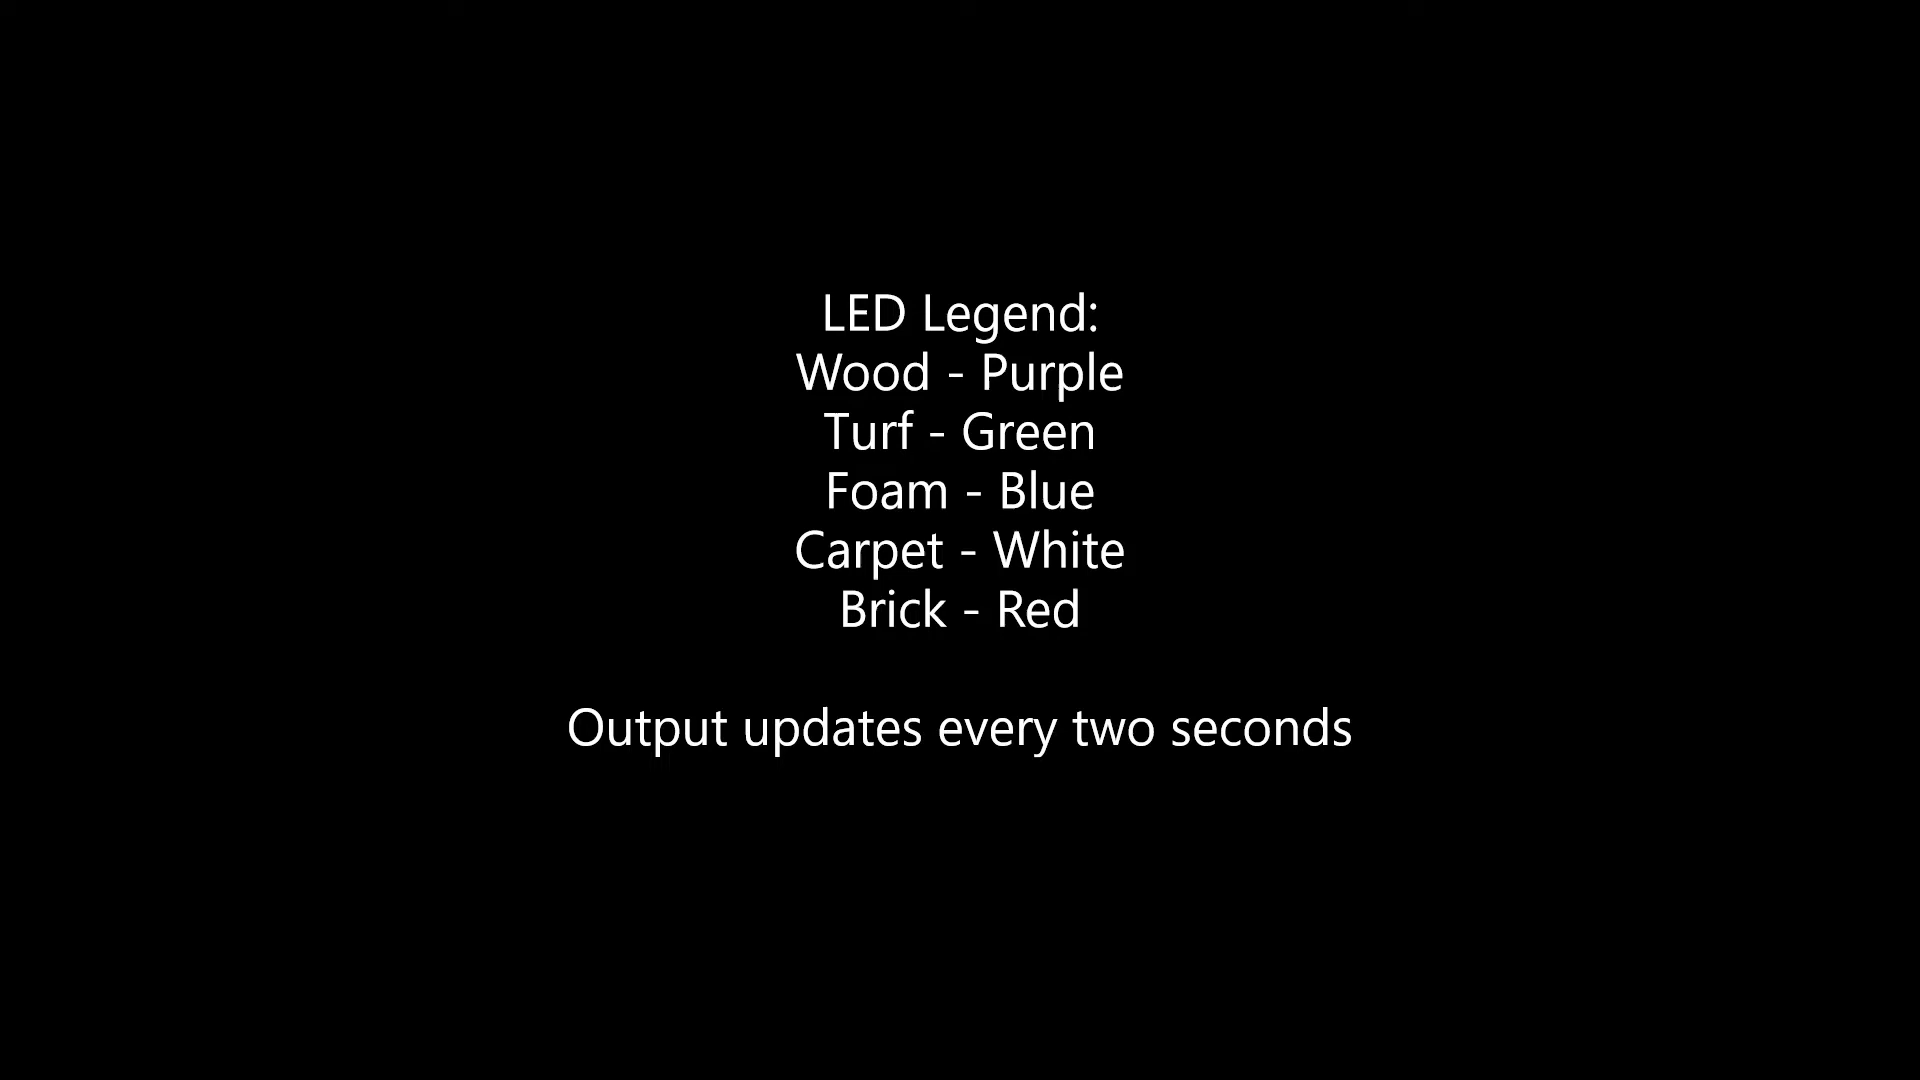 LED Legend:
Wood - Purple
Turf - Green
Foam - Blue
Carpet - White
Brick - Red
Output updates every two seconds